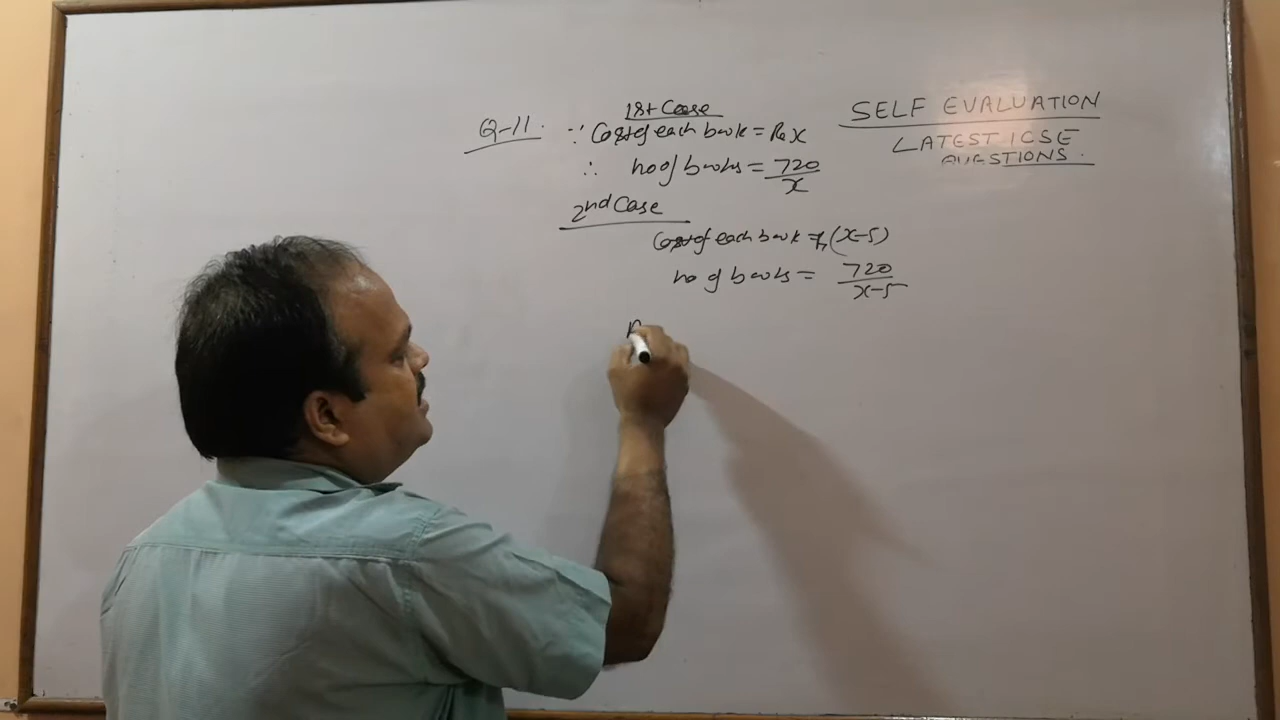 SELF EVALUATION
LATEST ICSE
QUESTIONS.
1st Case
Q-11. ∵ Cost of each book = Rs x
∴ no of books = 720/x
2nd Case
Cost of each book = Rs (x-5)
no of books = 720/x-5